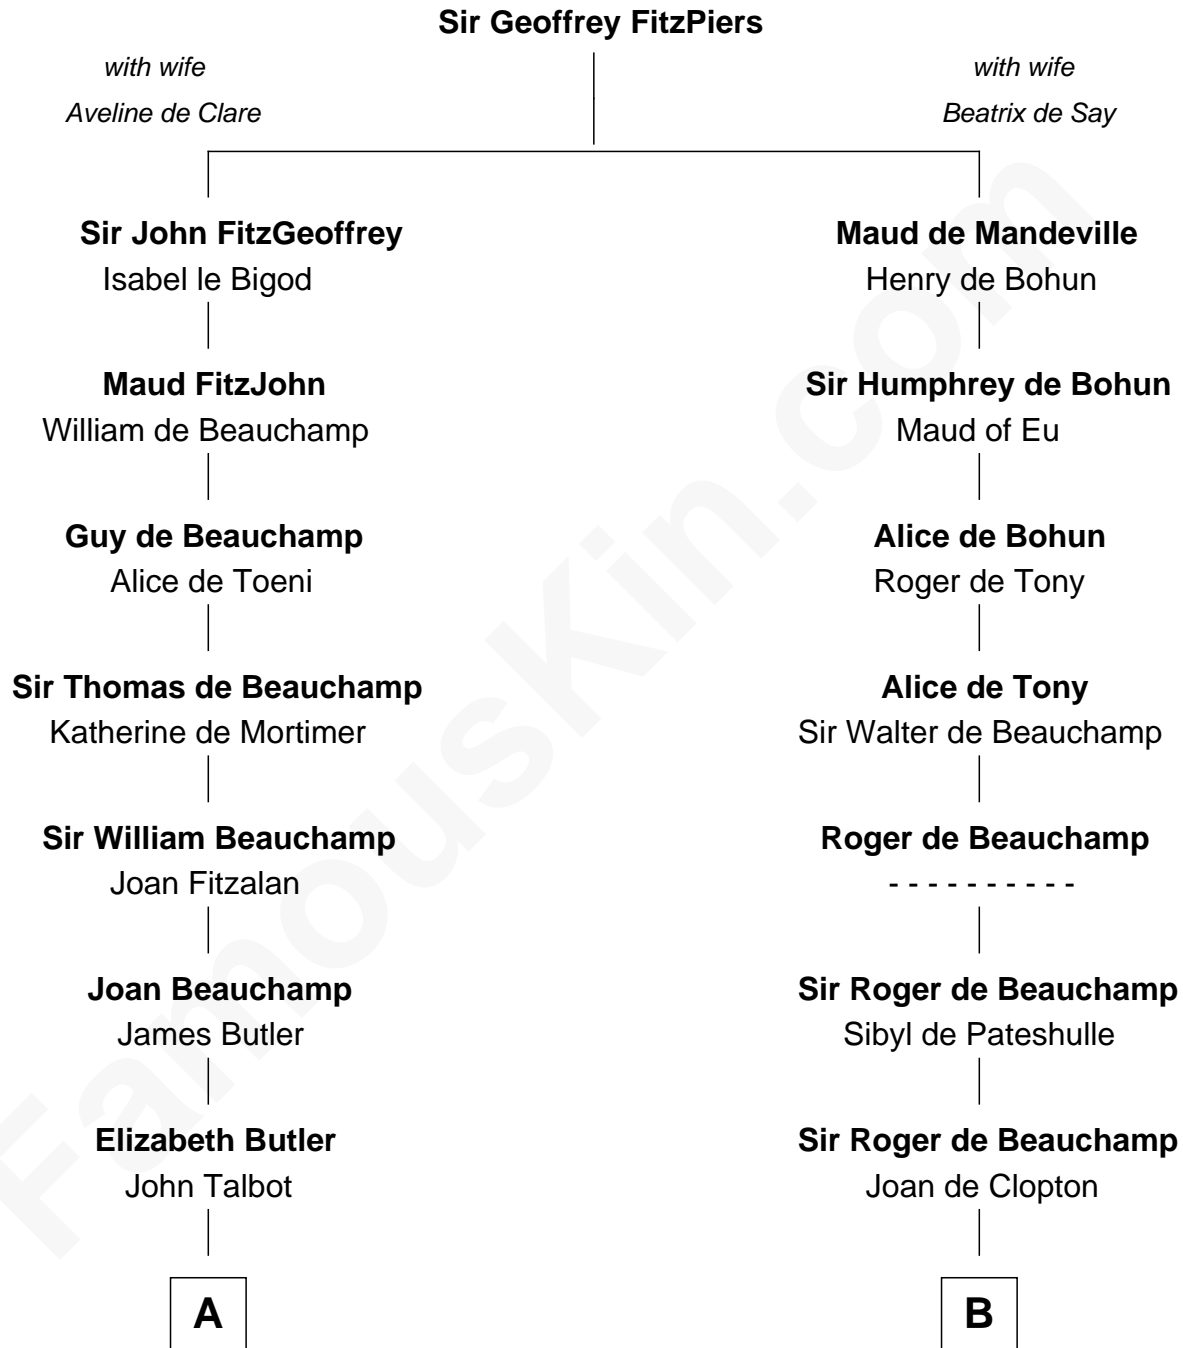 Sir Geoffrey FitzPiers
with wife
Aveline de Clare
with wife
Beatrix de Say
Sir John FitzGeoffrey
Isabel le Bigod
Maud FitzJohn
William de Beauchamp
Guy de Beauchamp
Alice de Toeni
Sir Thomas de Beauchamp
Katherine de Mortimer
Sir William Beauchamp
Joan Fitzalan
Joan Beauchamp
James Butler
Elizabeth Butler
John Talbot
A
Maud de Mandeville
Henry de Bohun
Sir Humphrey de Bohun
Maud of Eu
Alice de Bohun
Roger de Tony
Alice de Tony
Sir Walter de Beauchamp
Roger de Beauchamp
- - - - - - - - - -
Sir Roger de Beauchamp
Sibyl de Pateshulle
Sir Roger de Beauchamp
Joan de Clopton
B
FamousKin.com